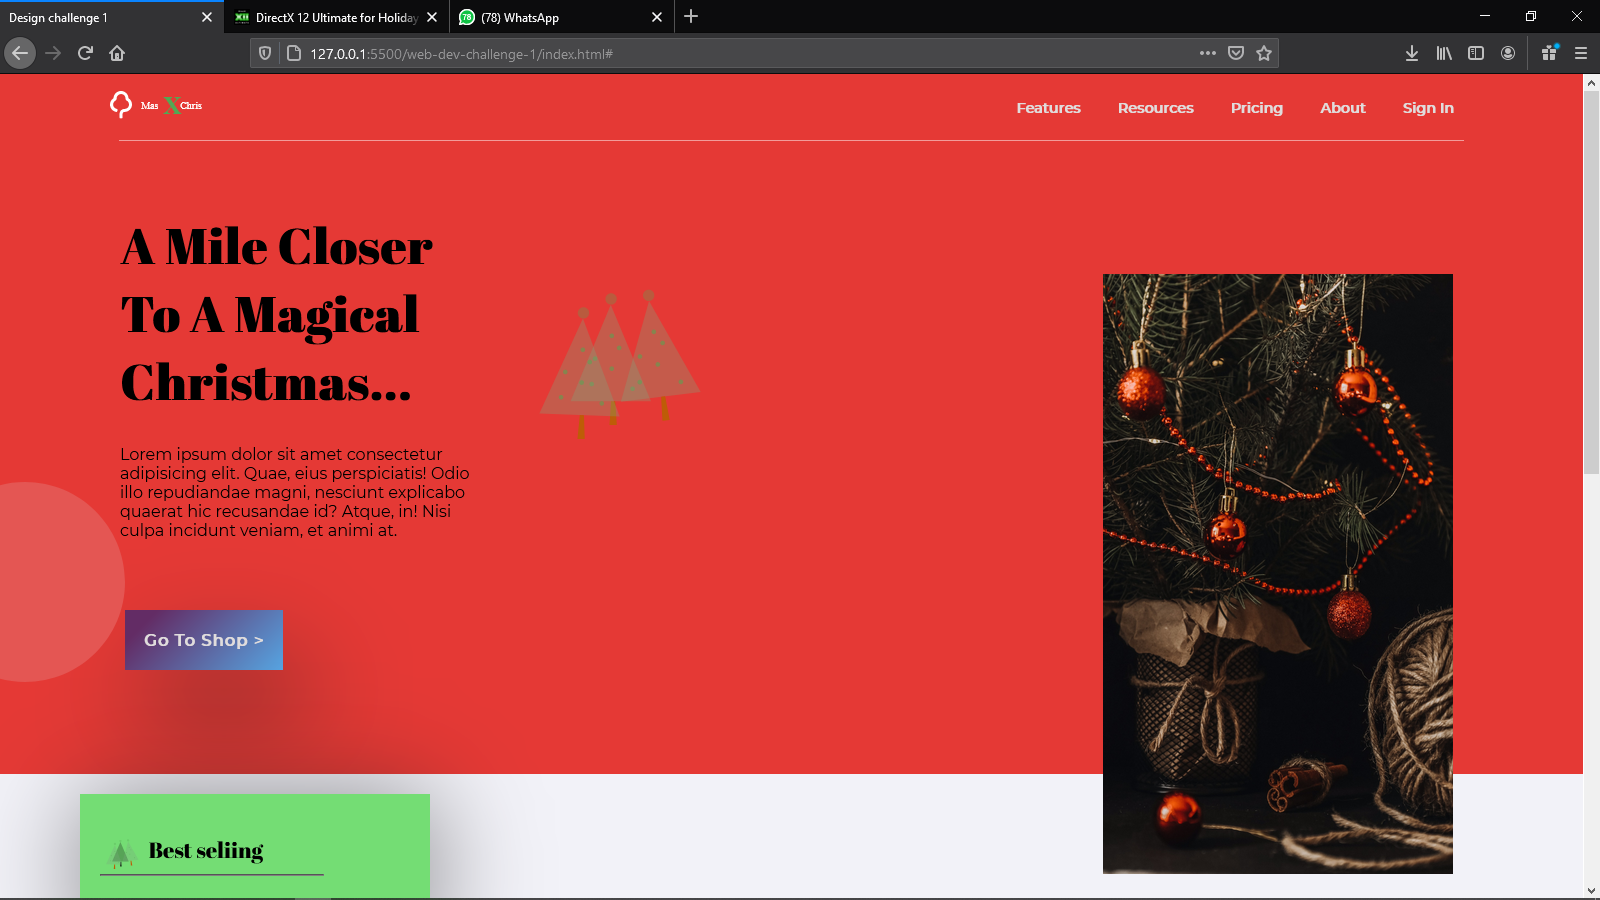 Design challenge 1
DirectX 12 Ultimate for Holiday
(78) WhatsApp
127.0.0.1:5500/web-dev-challenge-1/index.html#
Mas X Chris
Features
Resources
Pricing
About
Sign In
A Mile Closer
To A Magical
Christmas...
Lorem ipsum dolor sit amet consectetur
adipisicing elit. Quae, eius perspiciatis! Odio
illo repudiandae magni, nesciunt explicabo
quaerat hic recusandae id? Atque, in! Nisi
culpa incidunt veniam, et animi at.
Go To Shop >
Best seliing